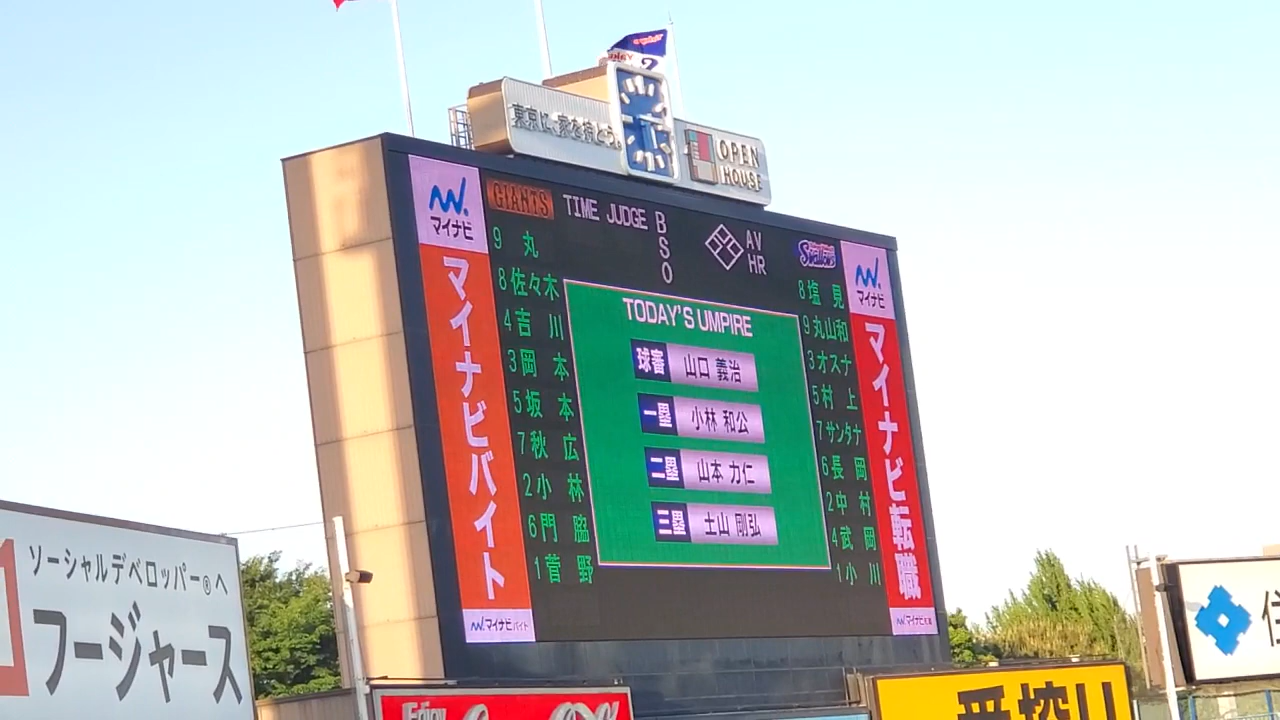 東京に、家を持とう。
OPEN
HOUSE
マイナビ
マイナビバイト
マイナビバイト
GIANTS
TIME JUDGE
B
S
O
AV
HR
Swallows
9 丸
8 佐々木
4 吉川
3 岡本
5 坂本
7 秋広
2 小林
6 門脇
1 菅野
TODAY'S UMPIRE
球審 山口 義治
一塁 小林 和公
二塁 山本 力仁
三塁 土山 剛弘
8 塩見
9 丸山和
3 オスナ
5 村上
7 サンタナ
6 長岡
2 中村
4 武岡
1 小川
マイナビ
マイナビ転職
マイナビ転職
ソーシャルデベロッパー®へ
フージャース
Enjoy